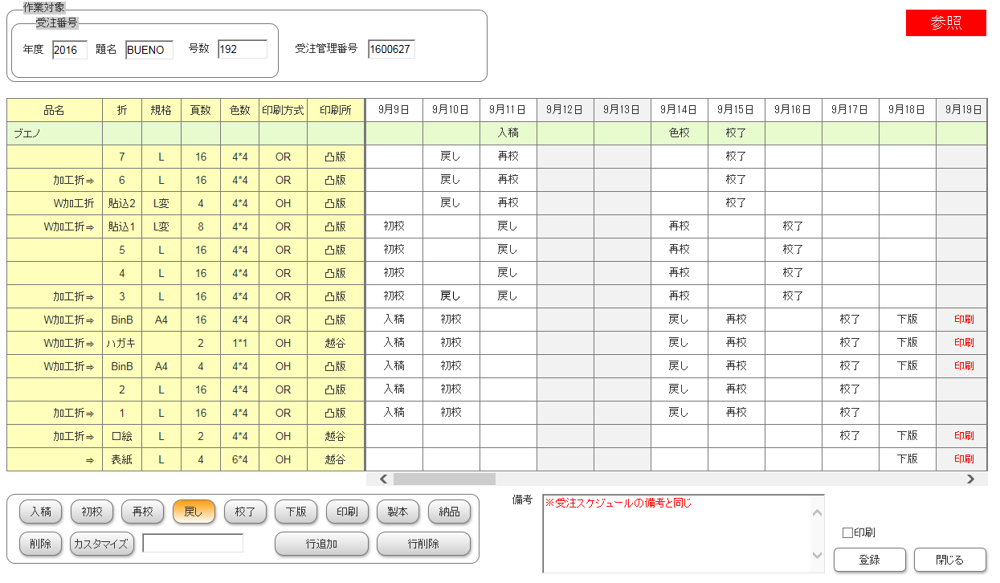 作業対象
参照
受注番号
年度 2016 題名 BUENO 号数 192 受注管理番号 1600627
品名 折 規格 頁数 色数 印刷方式 印刷所 9月9日 9月10日 9月11日 9月12日 9月13日 9月14日 9月15日 9月16日 9月17日 9月18日 9月19日
ブエノ 入稿 色校 校了
7 L 16 4*4 OR 凸版 戻し 再校 校了
加工折⇒ 6 L 16 4*4 OR 凸版 戻し 再校 校了
W加工折 貼込2 L変 4 4*4 OH 凸版 戻し 再校 校了
W加工折⇒ 貼込1 L変 8 4*4 OR 凸版 初校 戻し 再校 校了
5 L 16 4*4 OR 凸版 初校 戻し 再校 校了
4 L 16 4*4 OR 凸版 初校 戻し 再校 校了
加工折⇒ 3 L 16 4*4 OR 凸版 初校 戻し 戻し 再校 校了
W加工折⇒ BinB A4 16 4*4 OR 凸版 入稿 初校 戻し 再校 校了 下版 印刷
W加工折⇒ ハガキ 2 1*1 OH 越谷 入稿 初校 戻し 再校 校了 下版 印刷
W加工折⇒ BinB A4 4 4*4 OH 凸版 入稿 初校 戻し 再校 校了 下版 印刷
2 L 16 4*4 OR 凸版 入稿 初校 戻し 再校 校了
加工折⇒ 1 L 16 4*4 OR 凸版 入稿 初校 戻し 再校 校了
加工折⇒ 口絵 L 2 4*4 OH 越谷 校了 下版 印刷
⇒ 表紙 L 4 6*4 OH 越谷 下版 印刷
入稿 初校 再校 戻し 校了 下版 印刷 製本 納品
削除 カスタマイズ 行追加 行削除
備考 ※受注スケジュールの備考と同じ
印刷
登録 閉じる